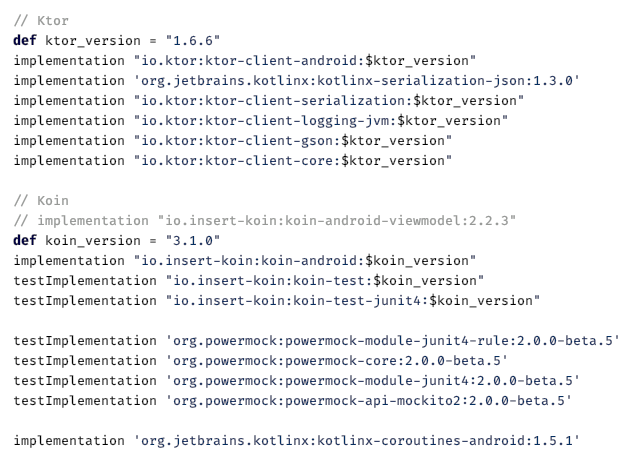 // Ktor
def ktor_version = "1.6.6"
implementation "io.ktor:ktor-client-android:$ktor_version"
implementation 'org.jetbrains.kotlinx:kotlinx-serialization-json:1.3.0'
implementation "io.ktor:ktor-client-serialization:$ktor_version"
implementation "io.ktor:ktor-client-logging-jvm:$ktor_version"
implementation "io.ktor:ktor-client-gson:$ktor_version"
implementation "io.ktor:ktor-client-core:$ktor_version"

// Koin
// implementation "io.insert-koin:koin-android-viewmodel:2.2.3"
def koin_version = "3.1.0"
implementation "io.insert-koin:koin-android:$koin_version"
testImplementation "io.insert-koin:koin-test:$koin_version"
testImplementation "io.insert-koin:koin-test-junit4:$koin_version"

testImplementation 'org.powermock:powermock-module-junit4-rule:2.0.0-beta.5'
testImplementation 'org.powermock:powermock-core:2.0.0-beta.5'
testImplementation 'org.powermock:powermock-module-junit4:2.0.0-beta.5'
testImplementation 'org.powermock:powermock-api-mockito2:2.0.0-beta.5'

implementation 'org.jetbrains.kotlinx:kotlinx-coroutines-android:1.5.1'